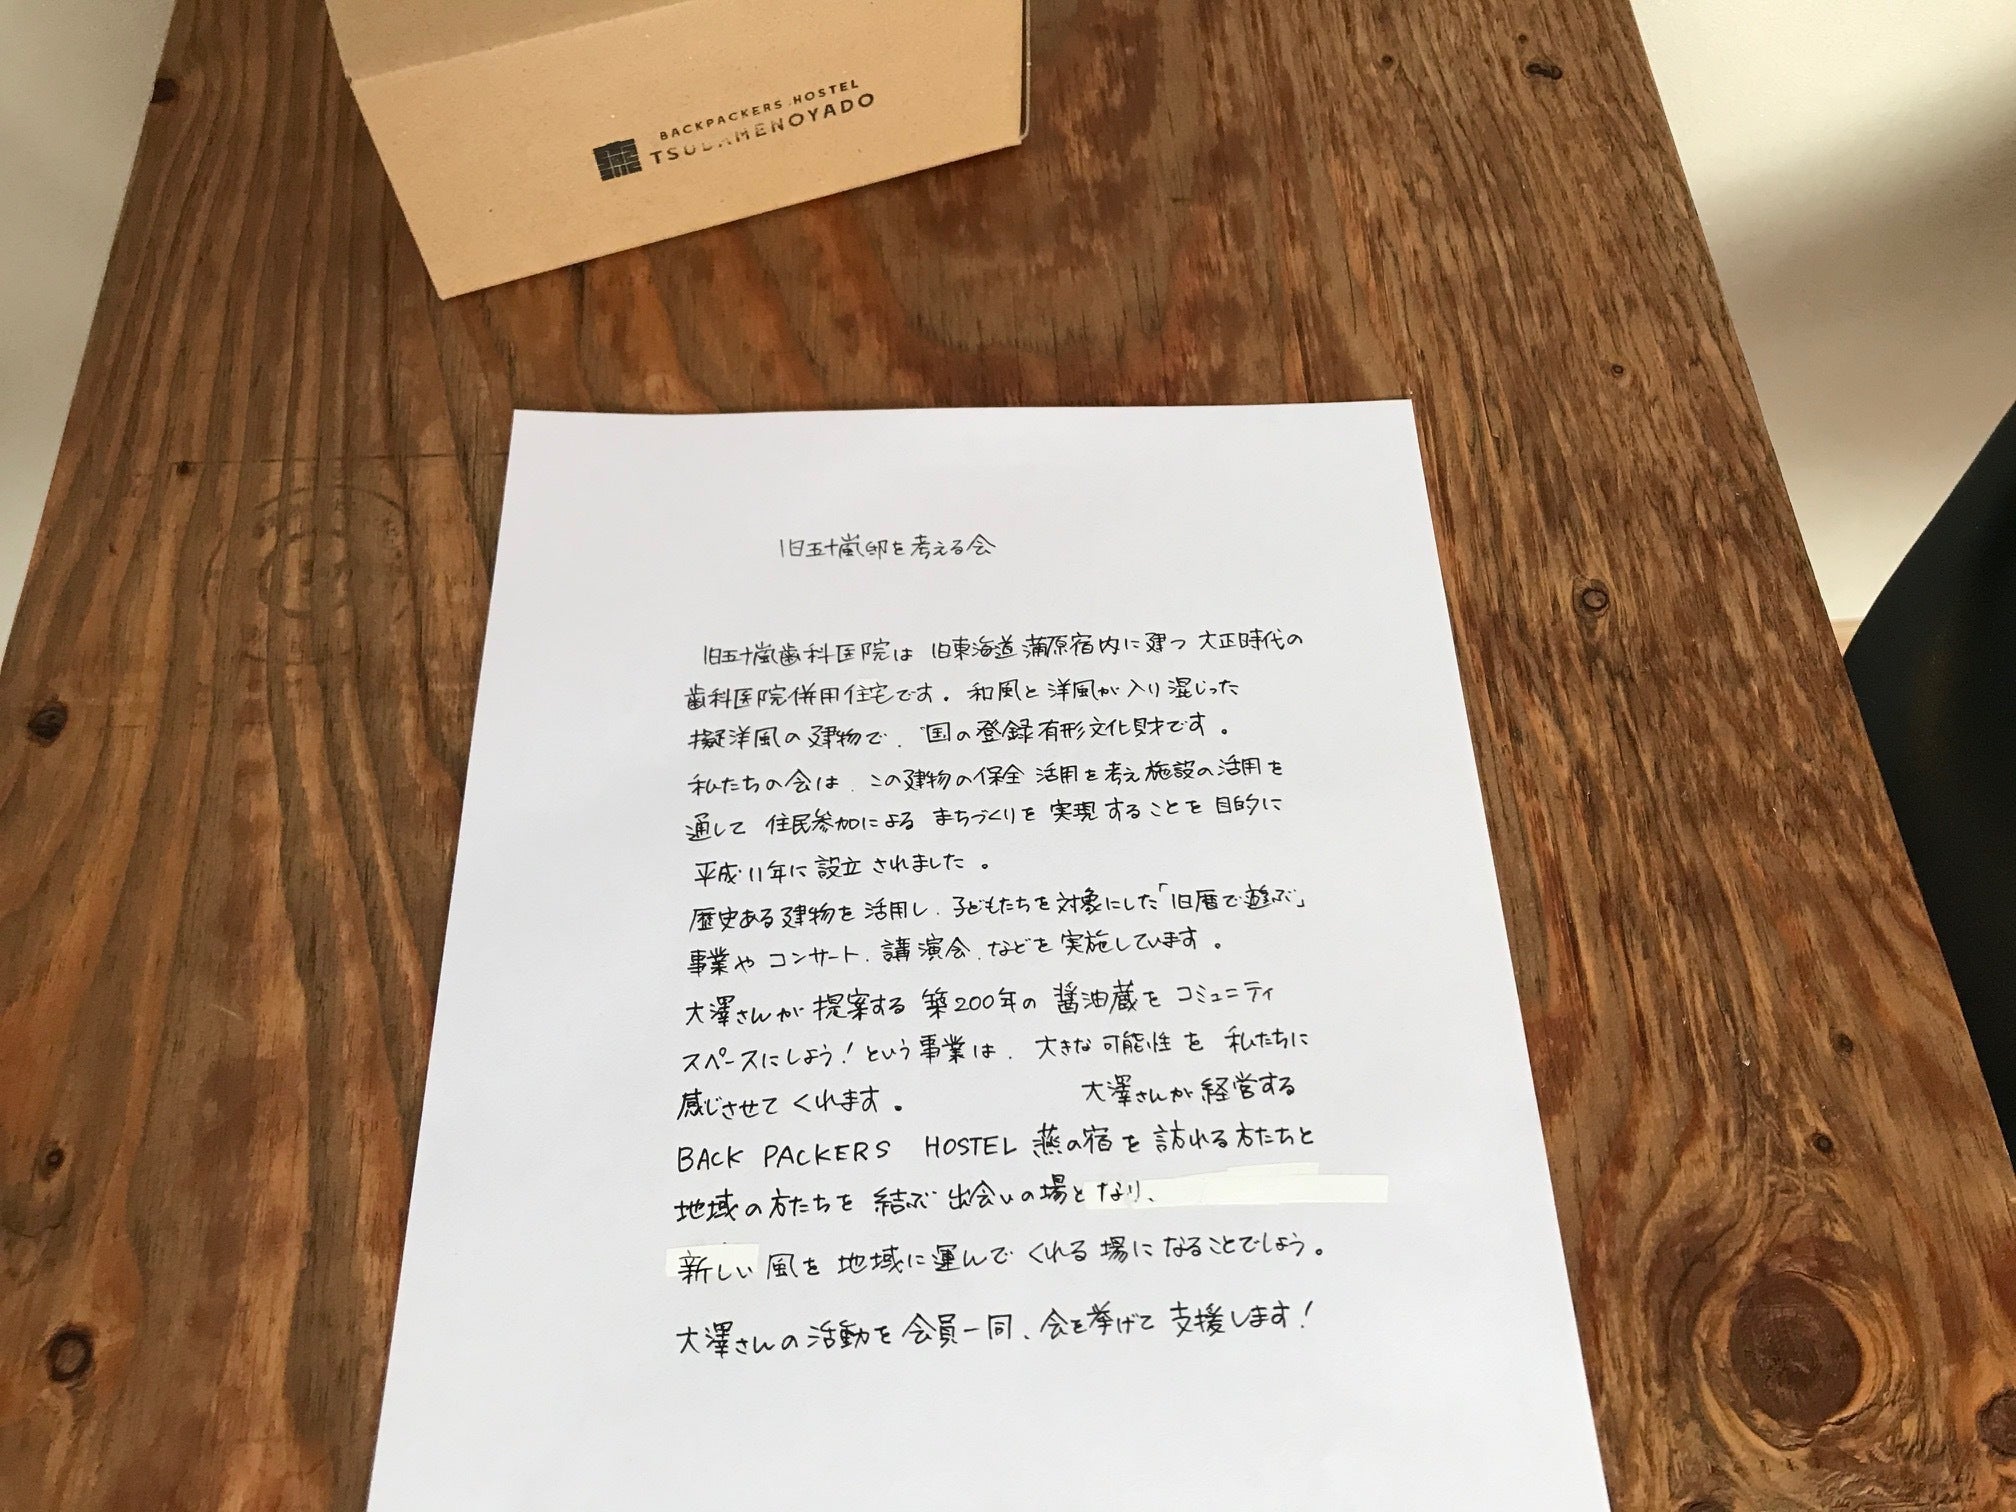 BACKPACKERS HOSTEL
TSUBAMENOYADO
旧五十嵐邸を考える会
旧五十嵐歯科医院は 旧東海道蒲原宿内に建つ 大正時代の
歯科医院併用住宅です。和風と洋風が入り混じった
擬洋風の建物で、国の登録有形文化財です。
私たちの会は、この建物の保全 活用を考え施設の活用を
通して 住民参加による まちづくりを 実現することを目的に
平成11年に設立されました。
歴史ある建物を活用し、子どもたちを対象にした「旧暦で遊ぶ」
事業や コンサート、講演会、などを実施しています。
大澤さんが提案する 築200年の 醤油蔵を コミュニティ
スペースにしよう！という事業は、大きな可能性を 私たちに
感じさせてくれます。 大澤さんが経営する
BACK PACKERS HOSTEL 燕の宿を訪れる方たちと
地域の方たちを 結ぶ 出会いの場となり、
新しい風を 地域に運んで くれる場に なることでしょう。
大澤さんの活動を会員一同、会を挙げて 支援します！